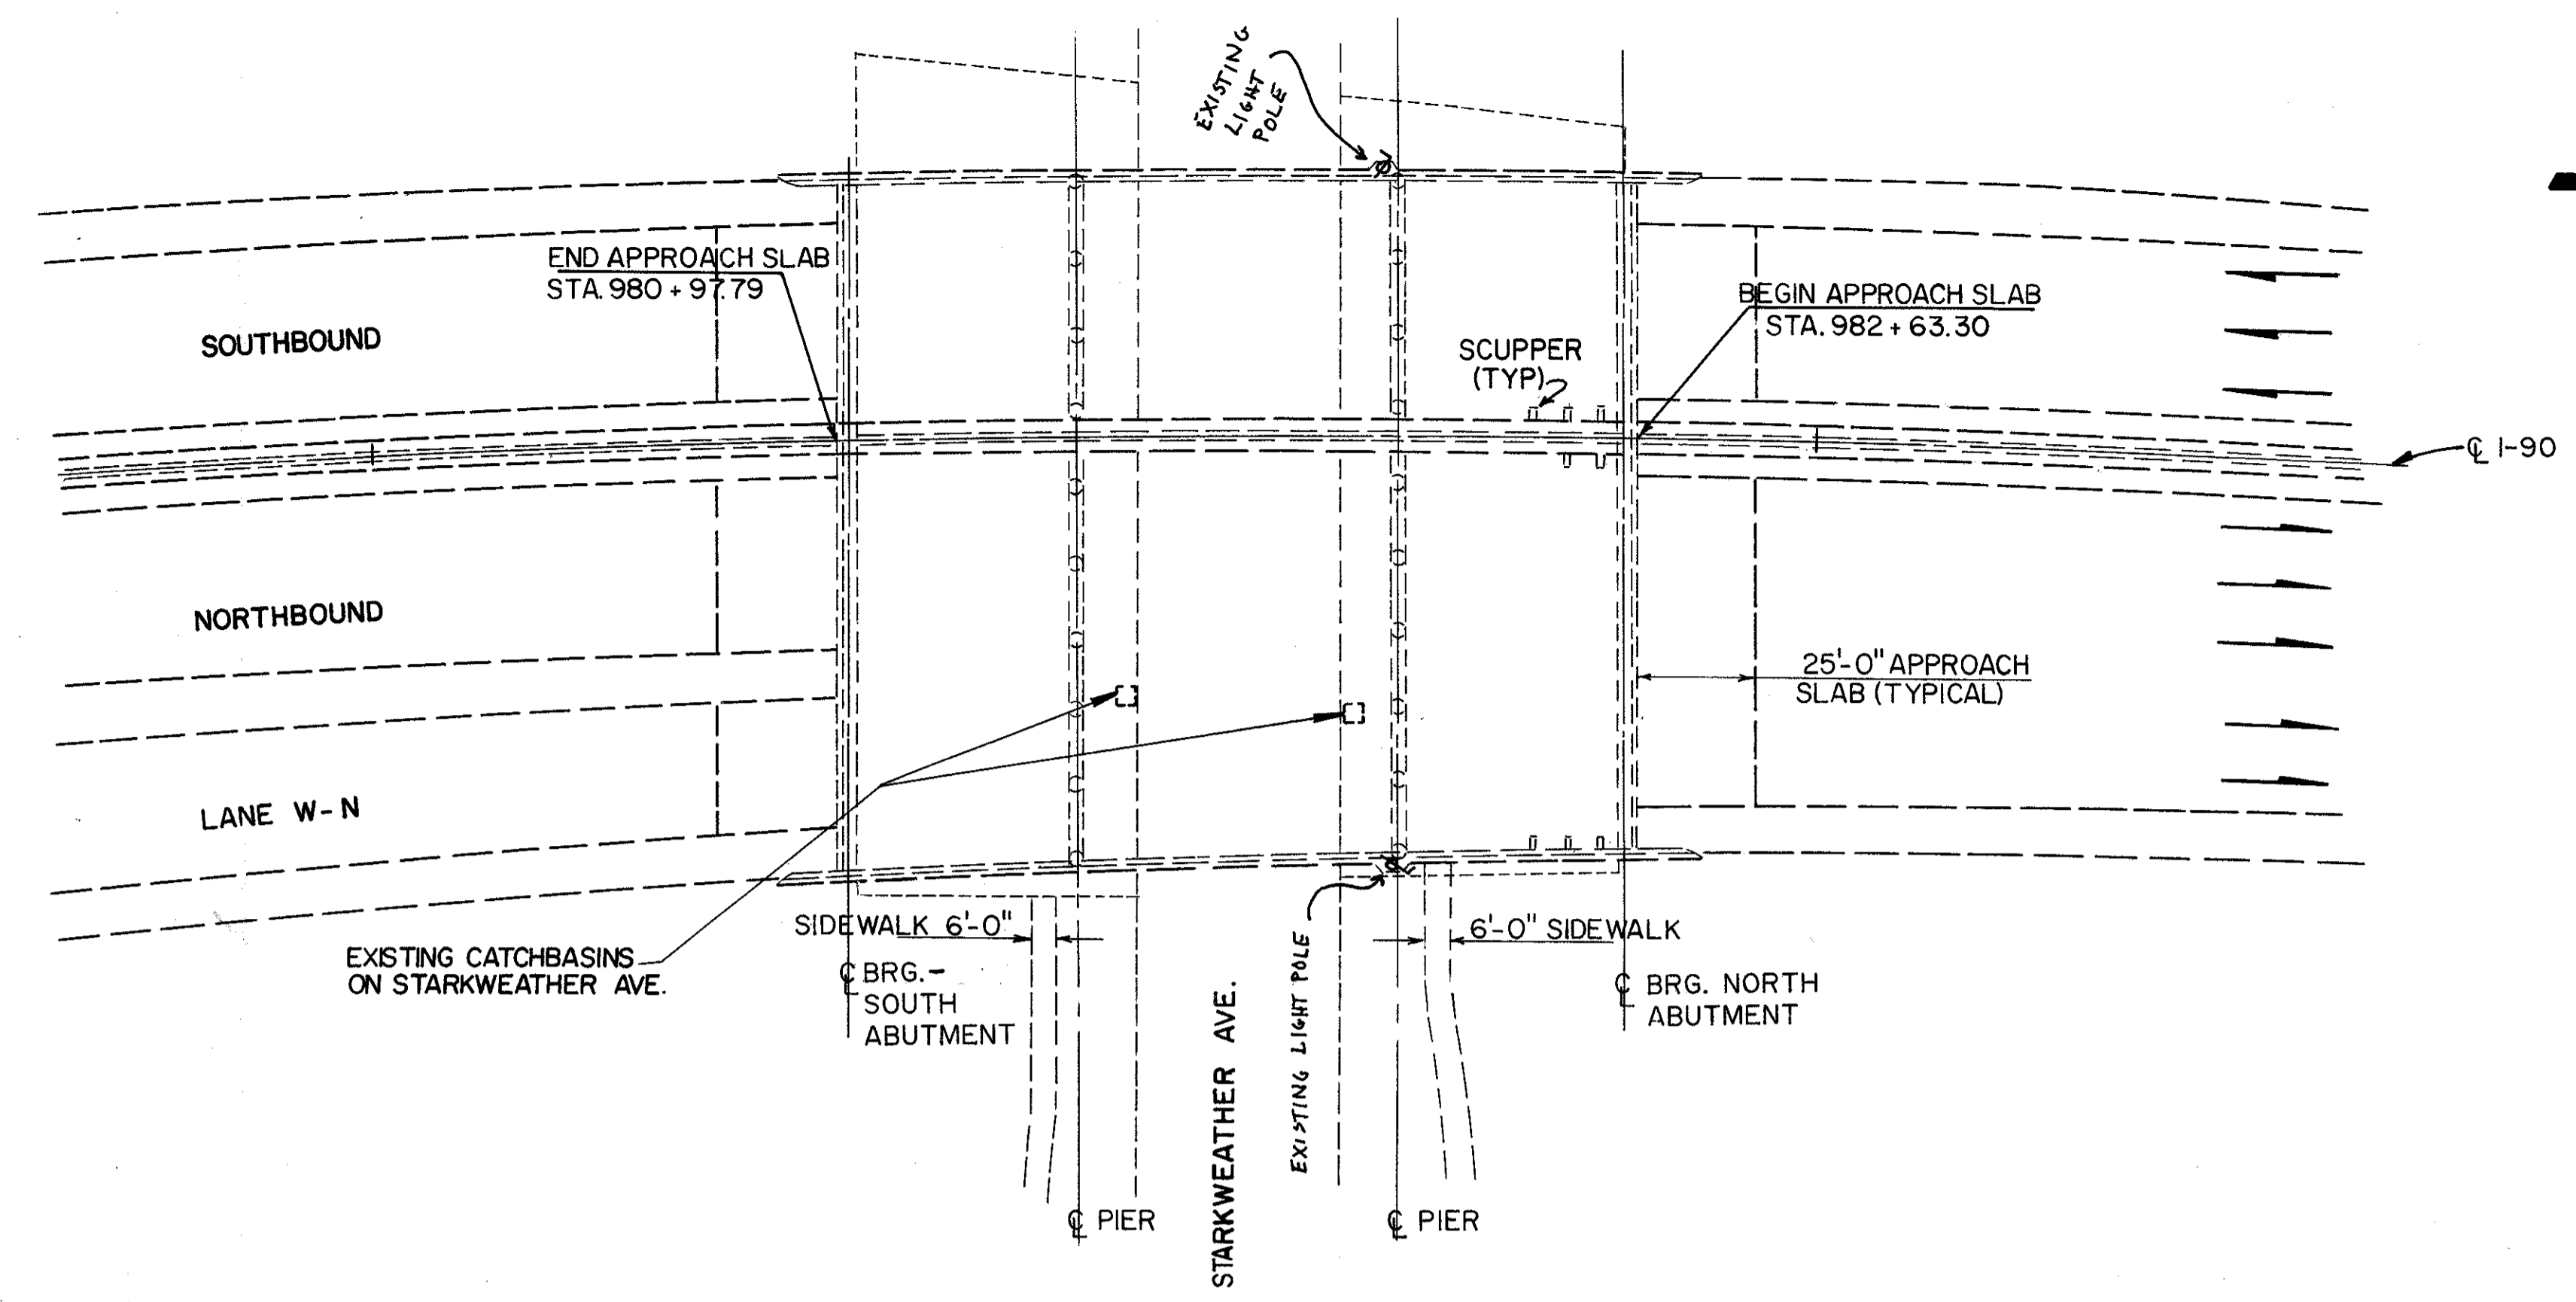 EXISTING
LIGHT
POLE
END APPROACH SLAB
STA. 980 + 97.79
BEGIN APPROACH SLAB
STA. 982 + 63.30
SOUTHBOUND
SCUPPER
(TYP)
℄ I-90
NORTHBOUND
25'-0" APPROACH
SLAB (TYPICAL)
LANE W-N
SIDEWALK 6'-0"
6'-0" SIDEWALK
EXISTING CATCHBASINS
ON STARKWEATHER AVE.
℄ BRG.-
SOUTH
ABUTMENT
STARKWEATHER AVE.
EXISTING LIGHT POLE
℄ BRG. NORTH
ABUTMENT
℄ PIER
℄ PIER